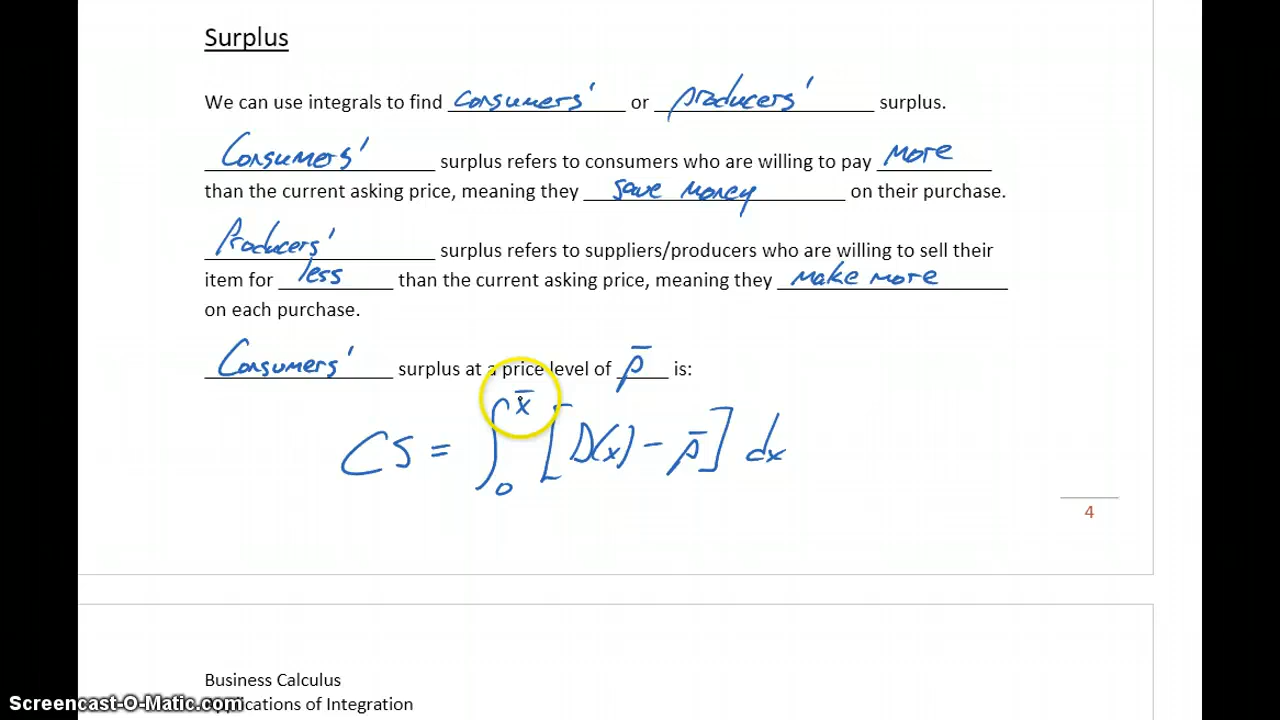 Surplus
We can use integrals to find consumers' or producers' surplus.
Consumers' surplus refers to consumers who are willing to pay more
than the current asking price, meaning they save money on their purchase.
Producers' surplus refers to suppliers/producers who are willing to sell their
item for less than the current asking price, meaning they make more
on each purchase.
Consumers' surplus at a price level of p̄ is:
CS = ∫₀^x̄ [D(x) - p̄] dx
4
Business Calculus
Applications of Integration
Screencast-O-Matic.com